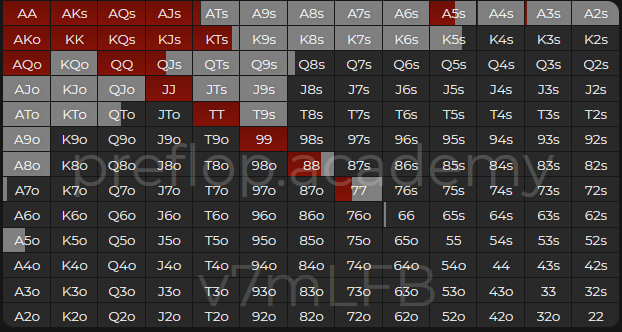 AA AKs AQs AJs ATs A9s A8s A7s A6s A5s A4s A3s A2s
AKo KK KQs KJs KTs K9s K8s K7s K6s K5s K4s K3s K2s
AQo KQo QQ QJs QTs Q9s Q8s Q7s Q6s Q5s Q4s Q3s Q2s
AJo KJo QJo JJ JTs J9s J8s J7s J6s J5s J4s J3s J2s
ATo KTo QTo JTo TT T9s T8s T7s T6s T5s T4s T3s T2s
A9o K9o Q9o J9o T9o 99 98s 97s 96s 95s 94s 93s 92s
A8o K8o Q8o J8o T8o 98o 88 87s 86s 85s 84s 83s 82s
preflop.academy
A7o K7o Q7o J7o T7o 97o 87o 77 76s 75s 74s 73s 72s
A6o K6o Q6o J6o T6o 96o 86o 76o 66 65s 64s 63s 62s
A5o K5o Q5o J5o T5o 95o 85o 75o 65o 55 54s 53s 52s
A4o K4o Q4o J4o T4o 94o 84o 74o 64o 54o 44 43s 42s
v7mLFB
A3o K3o Q3o J3o T3o 93o 83o 73o 63o 53o 43o 33 32s
A2o K2o Q2o J2o T2o 92o 82o 72o 62o 52o 42o 32o 22